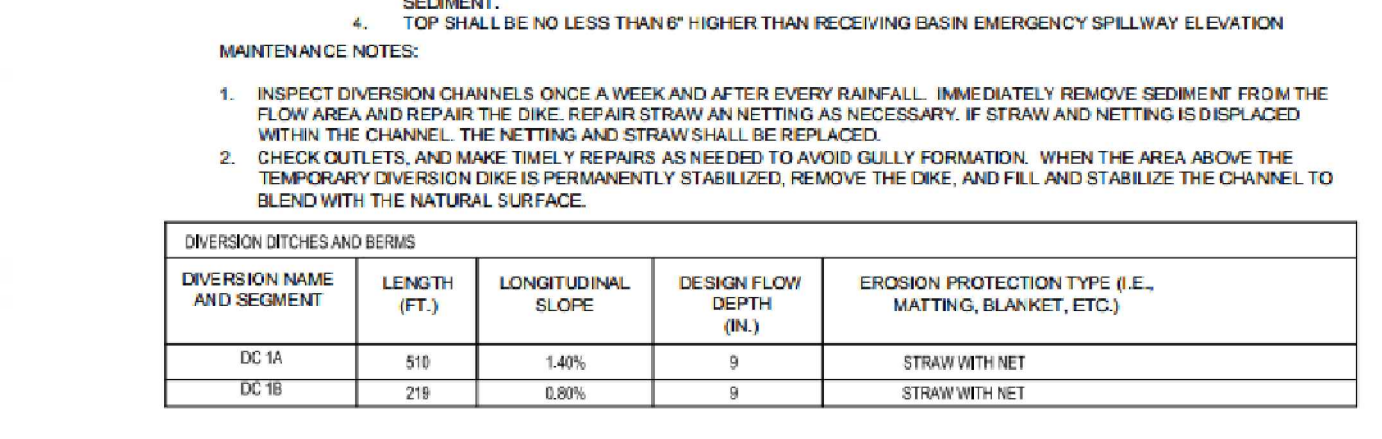 SEDIMENT.
4. TOP SHALL BE NO LESS THAN 6" HIGHER THAN RECEIVING BASIN EMERGENCY SPILLWAY ELEVATION
MAINTENANCE NOTES:
1. INSPECT DIVERSION CHANNELS ONCE A WEEK AND AFTER EVERY RAINFALL. IMMEDIATELY REMOVE SEDIMENT FROM THE
FLOW AREA AND REPAIR THE DIKE. REPAIR STRAW AN NETTING AS NECESSARY. IF STRAW AND NETTING IS DISPLACED
WITHIN THE CHANNEL. THE NETTING AND STRAW SHALL BE REPLACED.
2. CHECK OUTLETS, AND MAKE TIMELY REPAIRS AS NEEDED TO AVOID GULLY FORMATION. WHEN THE AREA ABOVE THE
TEMPORARY DIVERSION DIKE IS PERMANENTLY STABILIZED, REMOVE THE DIKE, AND FILL AND STABILIZE THE CHANNEL TO
BLEND WITH THE NATURAL SURFACE.
DIVERSION DITCHES AND BERMS
DIVERSION NAME AND SEGMENT
LENGTH (FT.)
LONGITUDINAL SLOPE
DESIGN FLOW DEPTH (IN.)
EROSION PROTECTION TYPE (I.E., MATTING, BLANKET, ETC.)
DC 1A 510 1.40% 9 STRAW WITH NET
DC 1B 219 0.80% 9 STRAW WITH NET